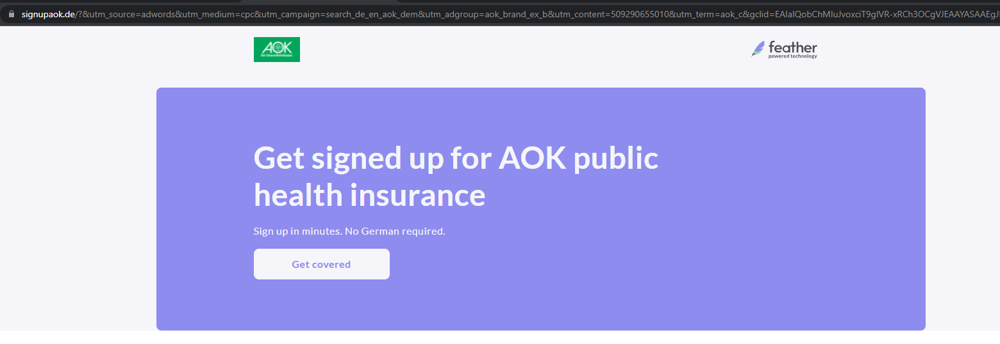 signupaok.de/?&utm_source=adwords&utm_medium=cpc&utm_campaign=search_de_en_aok_dem&utm_adgroup=aok_brand_ex_b&utm_content=509290655010&utm_term=aok_c&gclid=EAIaIQobChMIuJvoxciT9gIVR-xRCh3OCgVJEAAYASAAEgJ
AOK
Die Gesundheitskasse.
feather
powered technology
Get signed up for AOK public
health insurance
Sign up in minutes. No German required.
Get covered